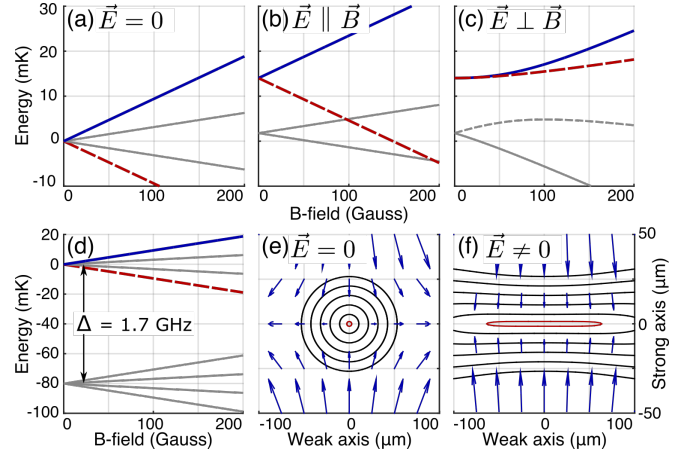 (a) E⃗ = 0
(b) E⃗ ∥ B⃗
(c) E⃗ ⊥ B⃗
Energy (mK)
30
20
10
0
-10
0 100 200
0 100 200
0 100 200
B-field (Gauss)
(d)
(e) E⃗ = 0
(f) E⃗ ≠ 0
Energy (mK)
20
0
-20
-40
-60
-80
-100
Δ = 1.7 GHz
0 100 200
B-field (Gauss)
-100 0 100
Weak axis (μm)
-100 0 100
Weak axis (μm)
50
0
-50
Strong axis (μm)